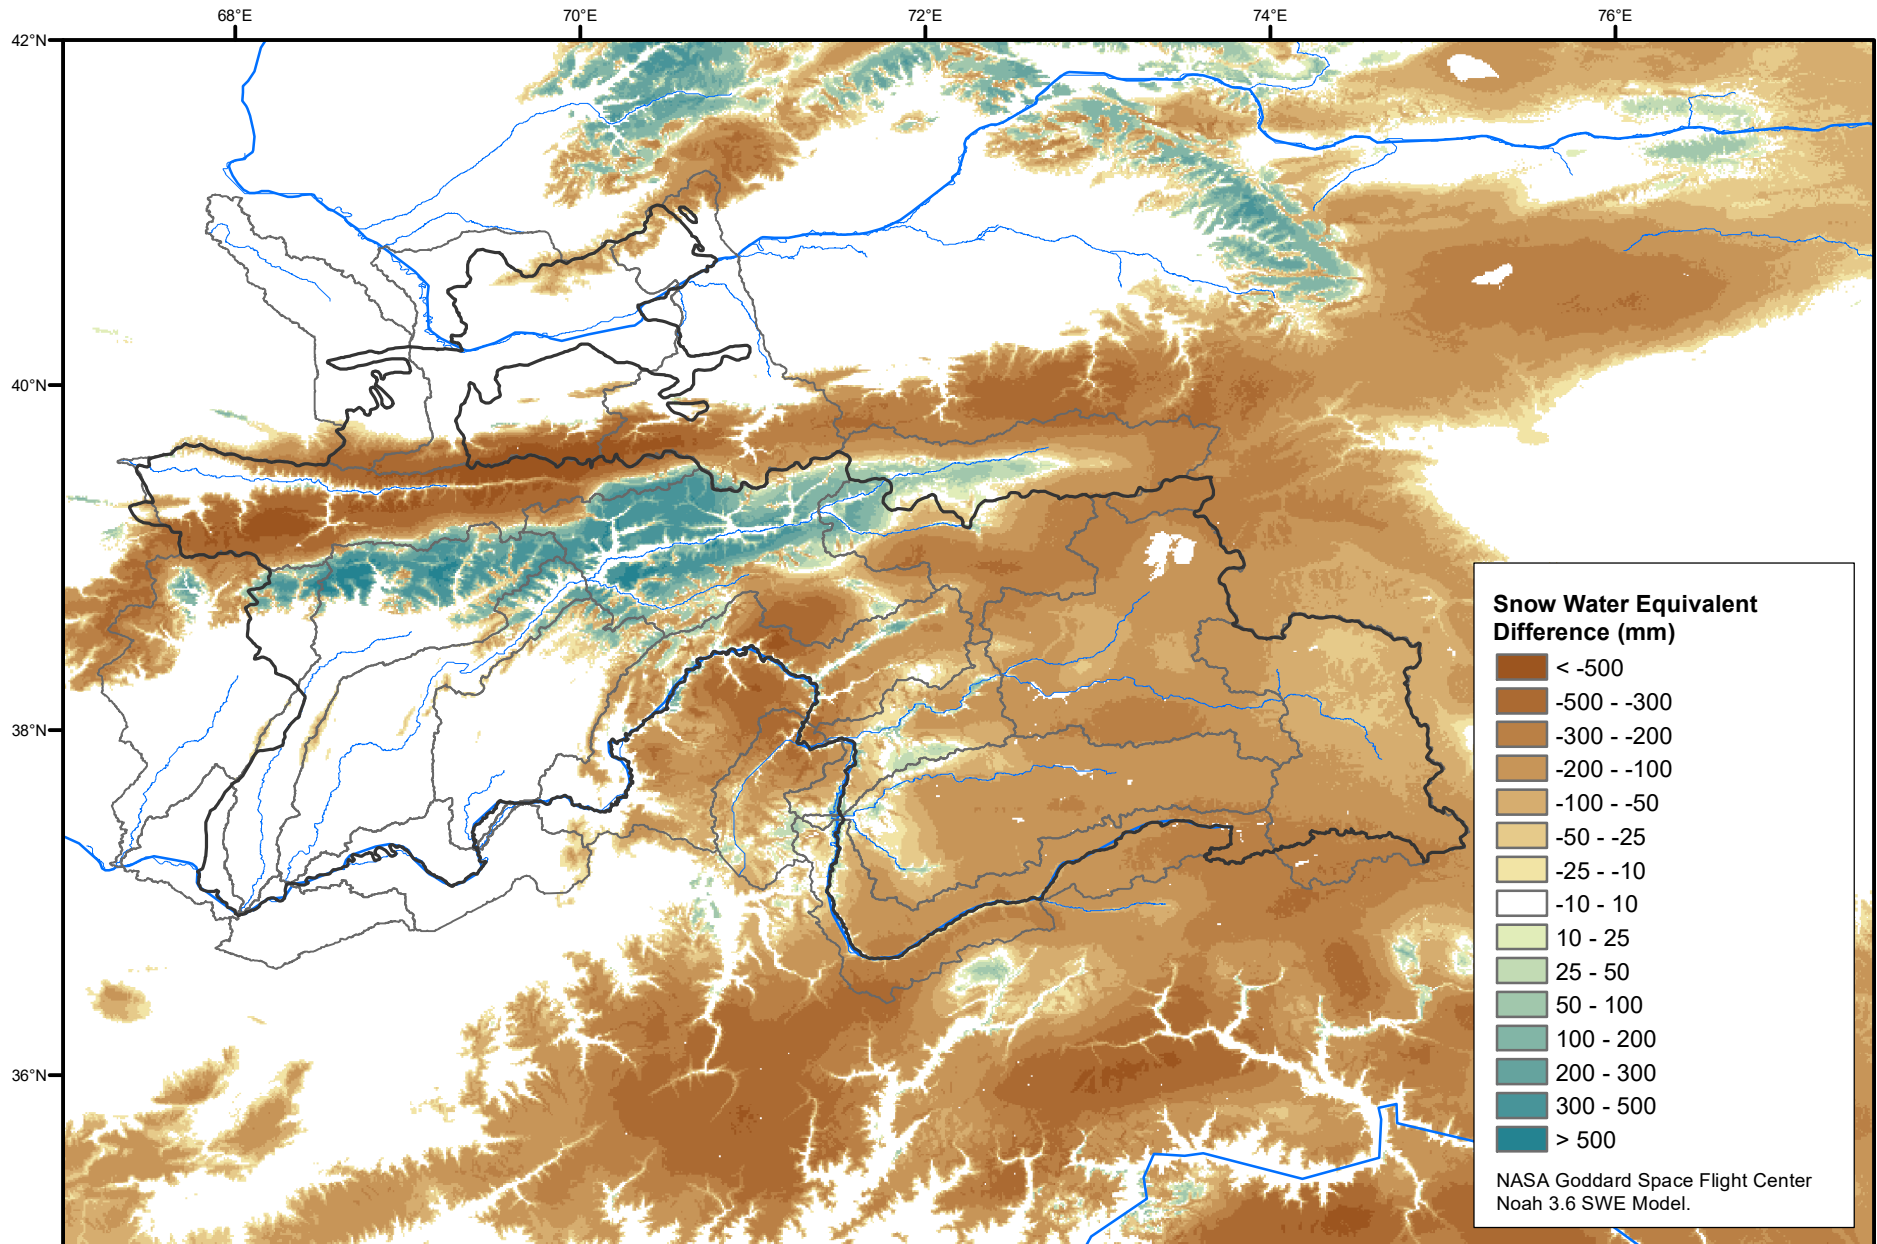 68°E
70°E
72°E
74°E
76°E
42°N
40°N
38°N
36°N
Snow Water Equivalent
Difference (mm)
< -500
-500 - -300
-300 - -200
-200 - -100
-100 - -50
-50 - -25
-25 - -10
-10 - 10
10 - 25
25 - 50
50 - 100
100 - 200
200 - 300
300 - 500
> 500
NASA Goddard Space Flight Center
Noah 3.6 SWE Model.